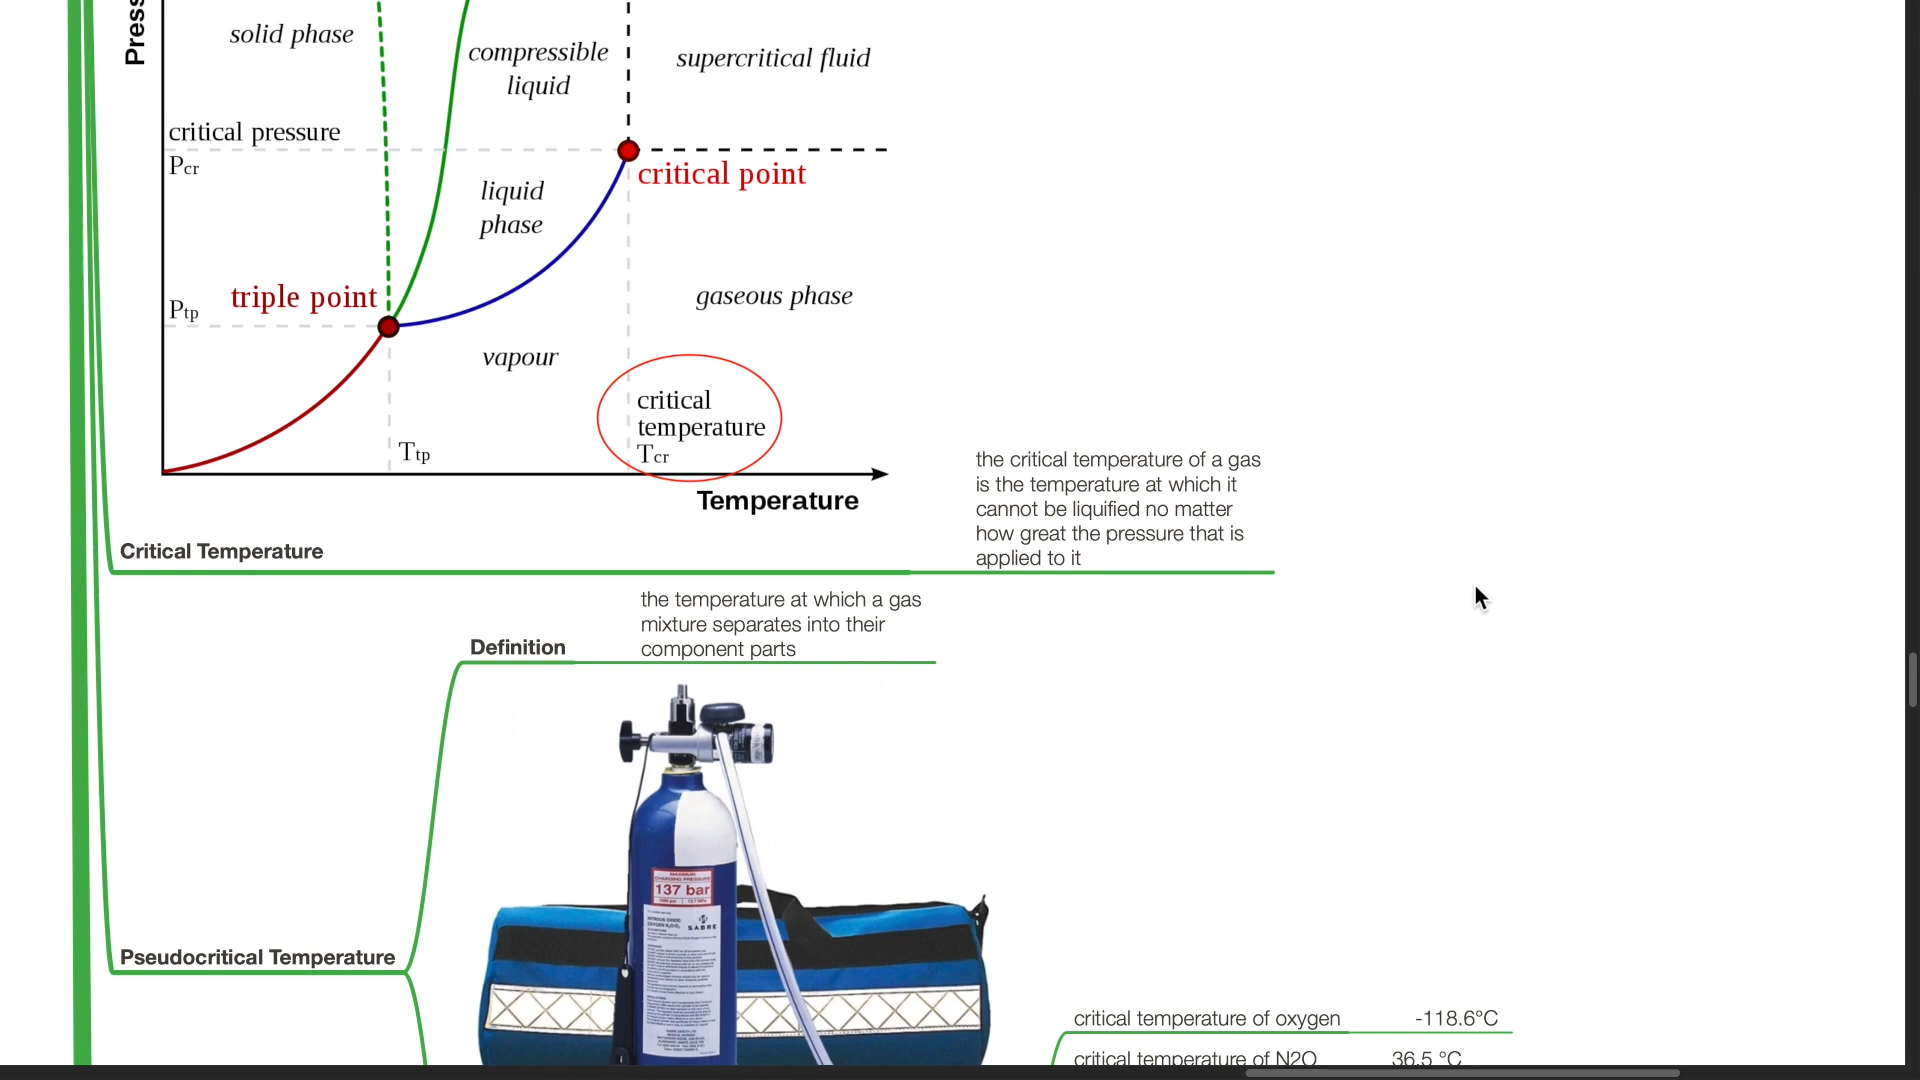 Press
solid phase
compressible
liquid
supercritical fluid
critical pressure
Pcr
critical point
liquid
phase
triple point
Ptp
gaseous phase
vapour
critical
temperature
Tcr
Ttp
Temperature
the critical temperature of a gas
is the temperature at which it
cannot be liquified no matter
how great the pressure that is
applied to it
Critical Temperature
the temperature at which a gas
mixture separates into their
component parts
Definition
MAXIMUM
CHARGING PRESSURE
137 bar
SABRE
Pseudocritical Temperature
critical temperature of oxygen -118.6°C
critical temperature of N2O 36.5 °C